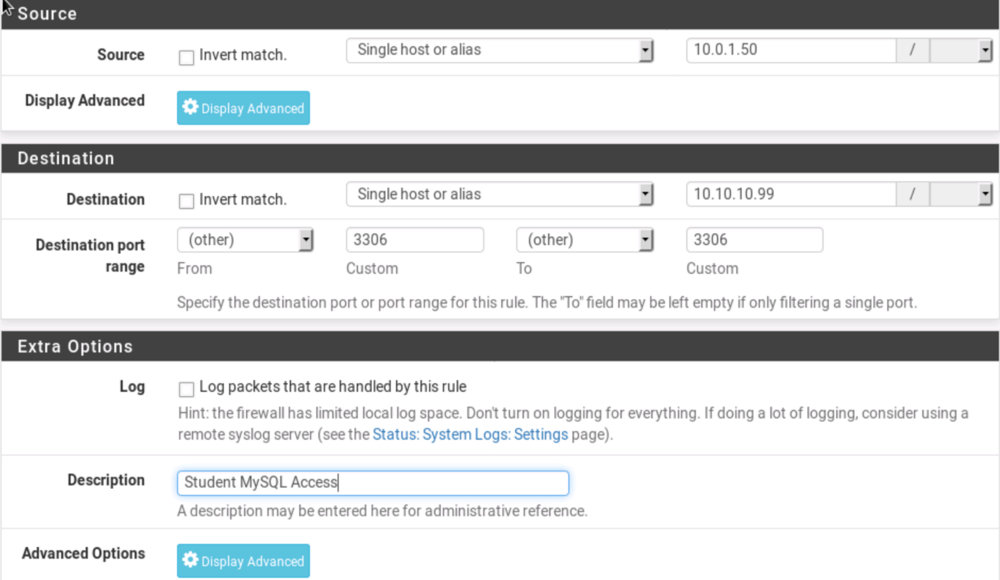 Source
Source Invert match. Single host or alias 10.0.1.50 /
Display Advanced Display Advanced
Destination
Destination Invert match. Single host or alias 10.10.10.99 /
Destination port range (other) 3306 (other) 3306
From Custom To Custom
Specify the destination port or port range for this rule. The "To" field may be left empty if only filtering a single port.
Extra Options
Log Log packets that are handled by this rule
Hint: the firewall has limited local log space. Don't turn on logging for everything. If doing a lot of logging, consider using a
remote syslog server (see the Status: System Logs: Settings page).
Description Student MySQL Access
A description may be entered here for administrative reference.
Advanced Options Display Advanced